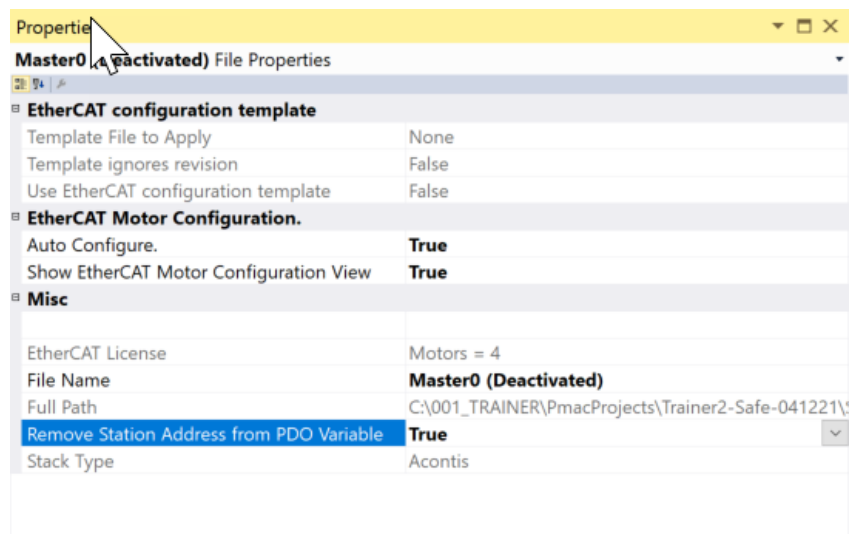 Properties
Master0 (Deactivated) File Properties
EtherCAT configuration template
Template File to Apply None
Template ignores revision False
Use EtherCAT configuration template False
EtherCAT Motor Configuration.
Auto Configure. True
Show EtherCAT Motor Configuration View True
Misc
EtherCAT License Motors = 4
File Name Master0 (Deactivated)
Full Path C:\001_TRAINER\PmacProjects\Trainer2-Safe-041221\
Remove Station Address from PDO Variable True
Stack Type Acontis